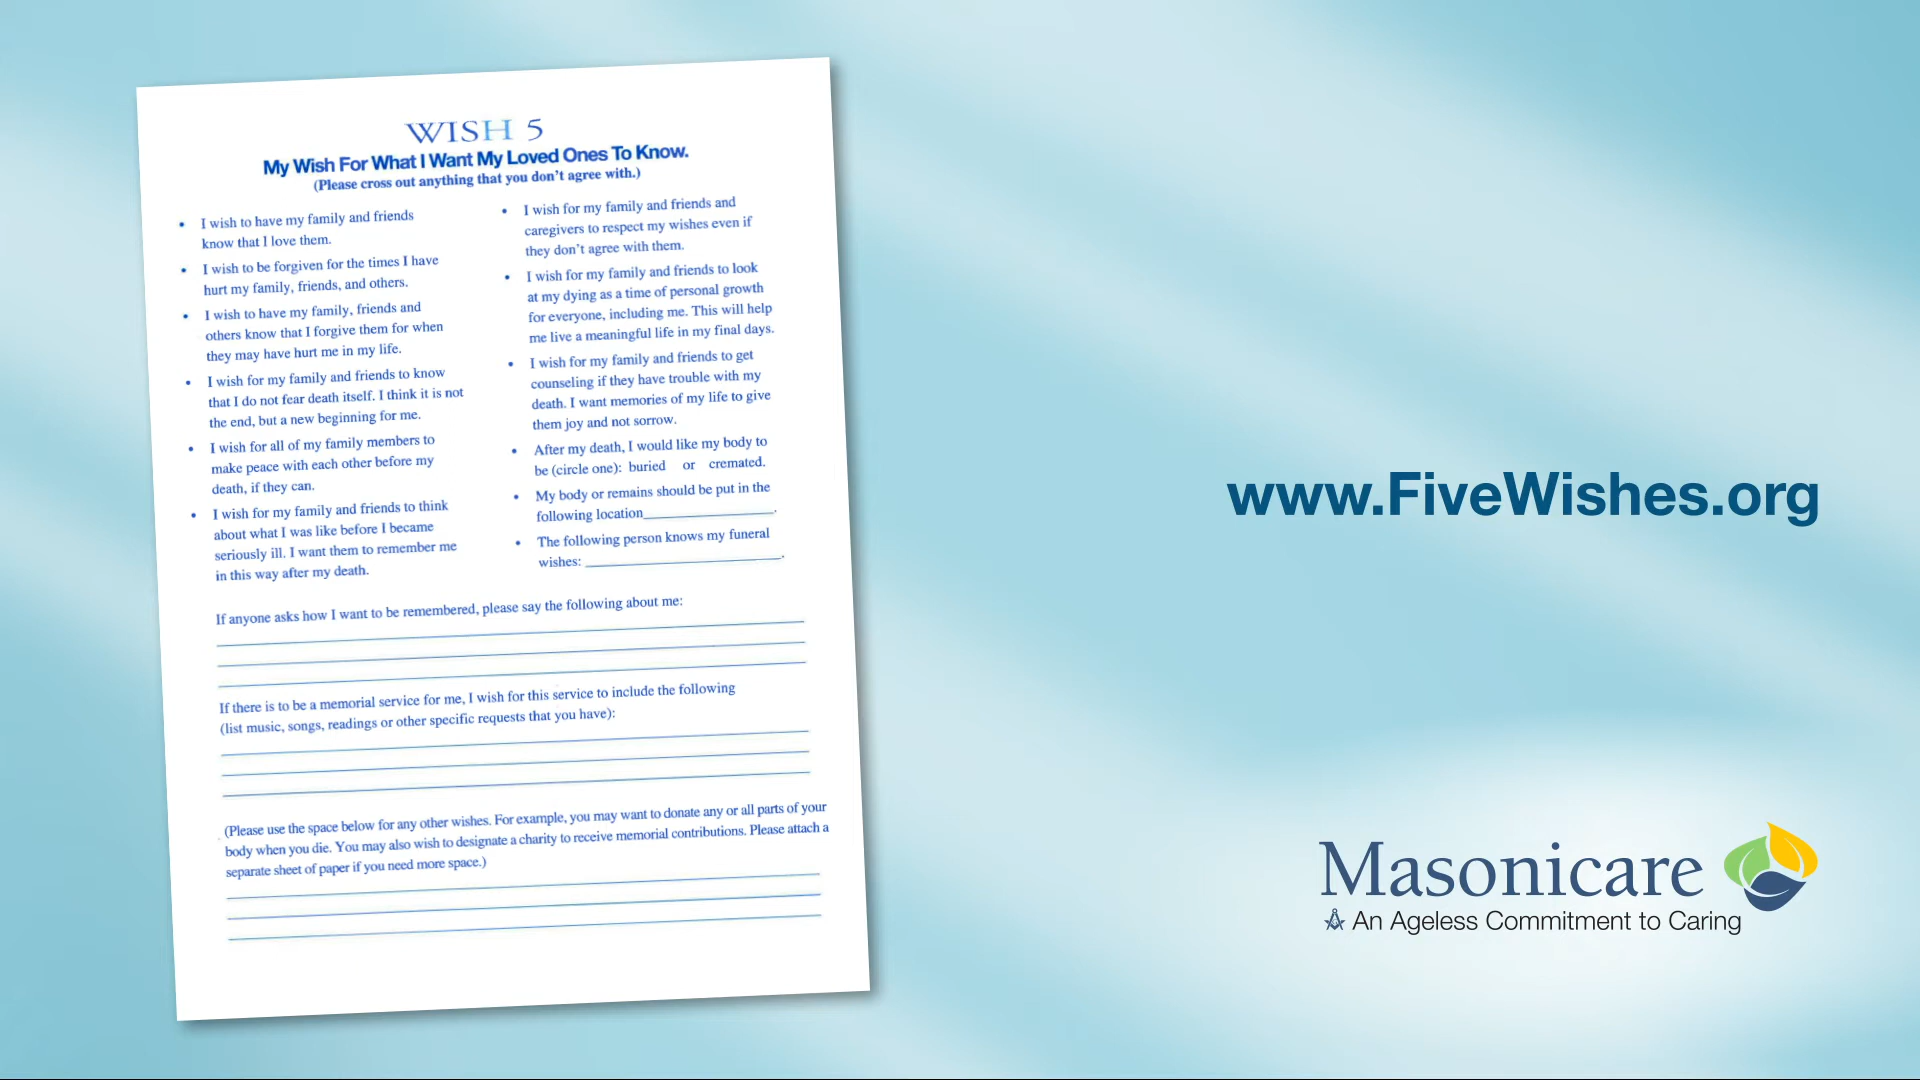 WISH 5
My Wish For What I Want My Loved Ones To Know.
(Please cross out anything that you don't agree with.)
• I wish to have my family and friends
know that I love them.
• I wish to be forgiven for the times I have
hurt my family, friends, and others.
• I wish to have my family, friends and
others know that I forgive them for when
they may have hurt me in my life.
• I wish for my family and friends to know
that I do not fear death itself. I think it is not
the end, but a new beginning for me.
• I wish for all of my family members to
make peace with each other before my
death, if they can.
• I wish for my family and friends to think
about what I was like before I became
seriously ill. I want them to remember me
in this way after my death.
• I wish for my family and friends and
caregivers to respect my wishes even if
they don't agree with them.
• I wish for my family and friends to look
at my dying as a time of personal growth
for everyone, including me. This will help
me live a meaningful life in my final days.
• I wish for my family and friends to get
counseling if they have trouble with my
death. I want memories of my life to give
them joy and not sorrow.
• After my death, I would like my body to
be (circle one): buried or cremated.
• My body or remains should be put in the
following location__________________.
• The following person knows my funeral
wishes: __________________________.
If anyone asks how I want to be remembered, please say the following about me:
If there is to be a memorial service for me, I wish for this service to include the following
(list music, songs, readings or other specific requests that you have):
(Please use the space below for any other wishes. For example, you may want to donate any or all parts of your
body when you die. You may also wish to designate a charity to receive memorial contributions. Please attach a
separate sheet of paper if you need more space.)
www.FiveWishes.org
Masonicare
An Ageless Commitment to Caring